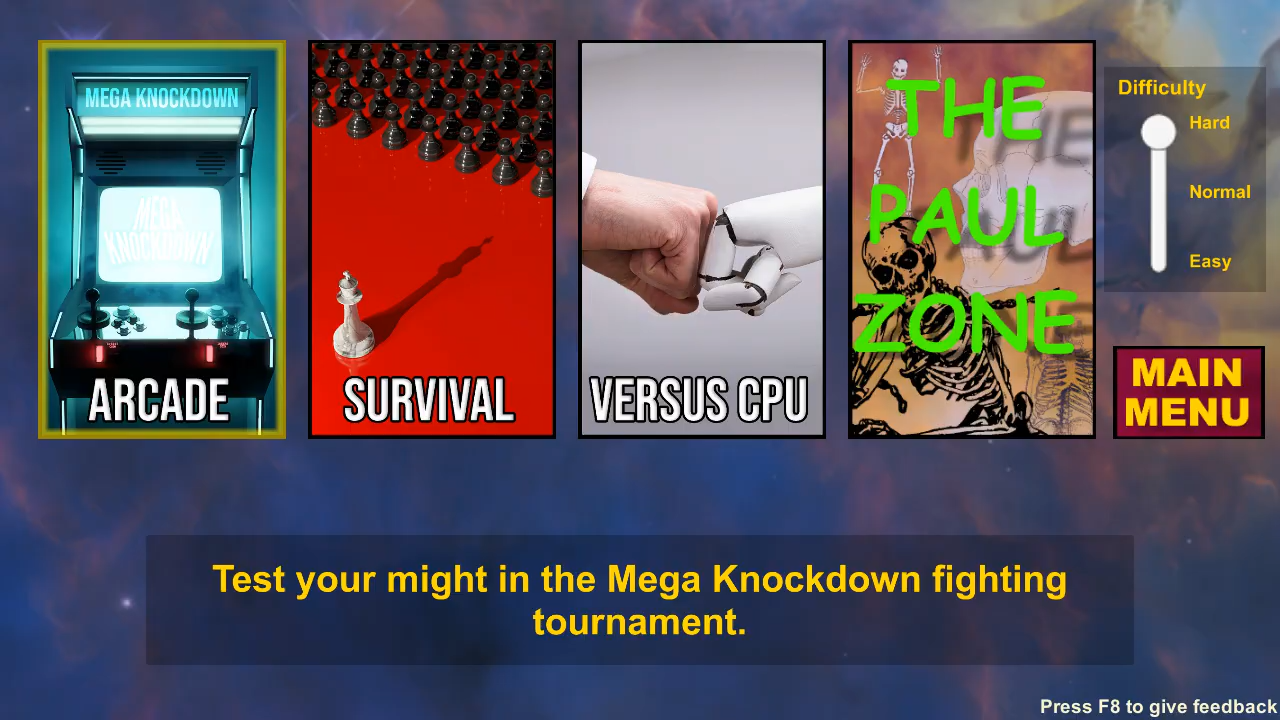 MEGA KNOCKDOWN
MEGA
KNOCKDOWN
ARCADE
SURVIVAL
VERSUS CPU
THE
PAUL
ZONE
Difficulty
Hard
Normal
Easy
MAIN
MENU
Test your might in the Mega Knockdown fighting
tournament.
Press F8 to give feedback